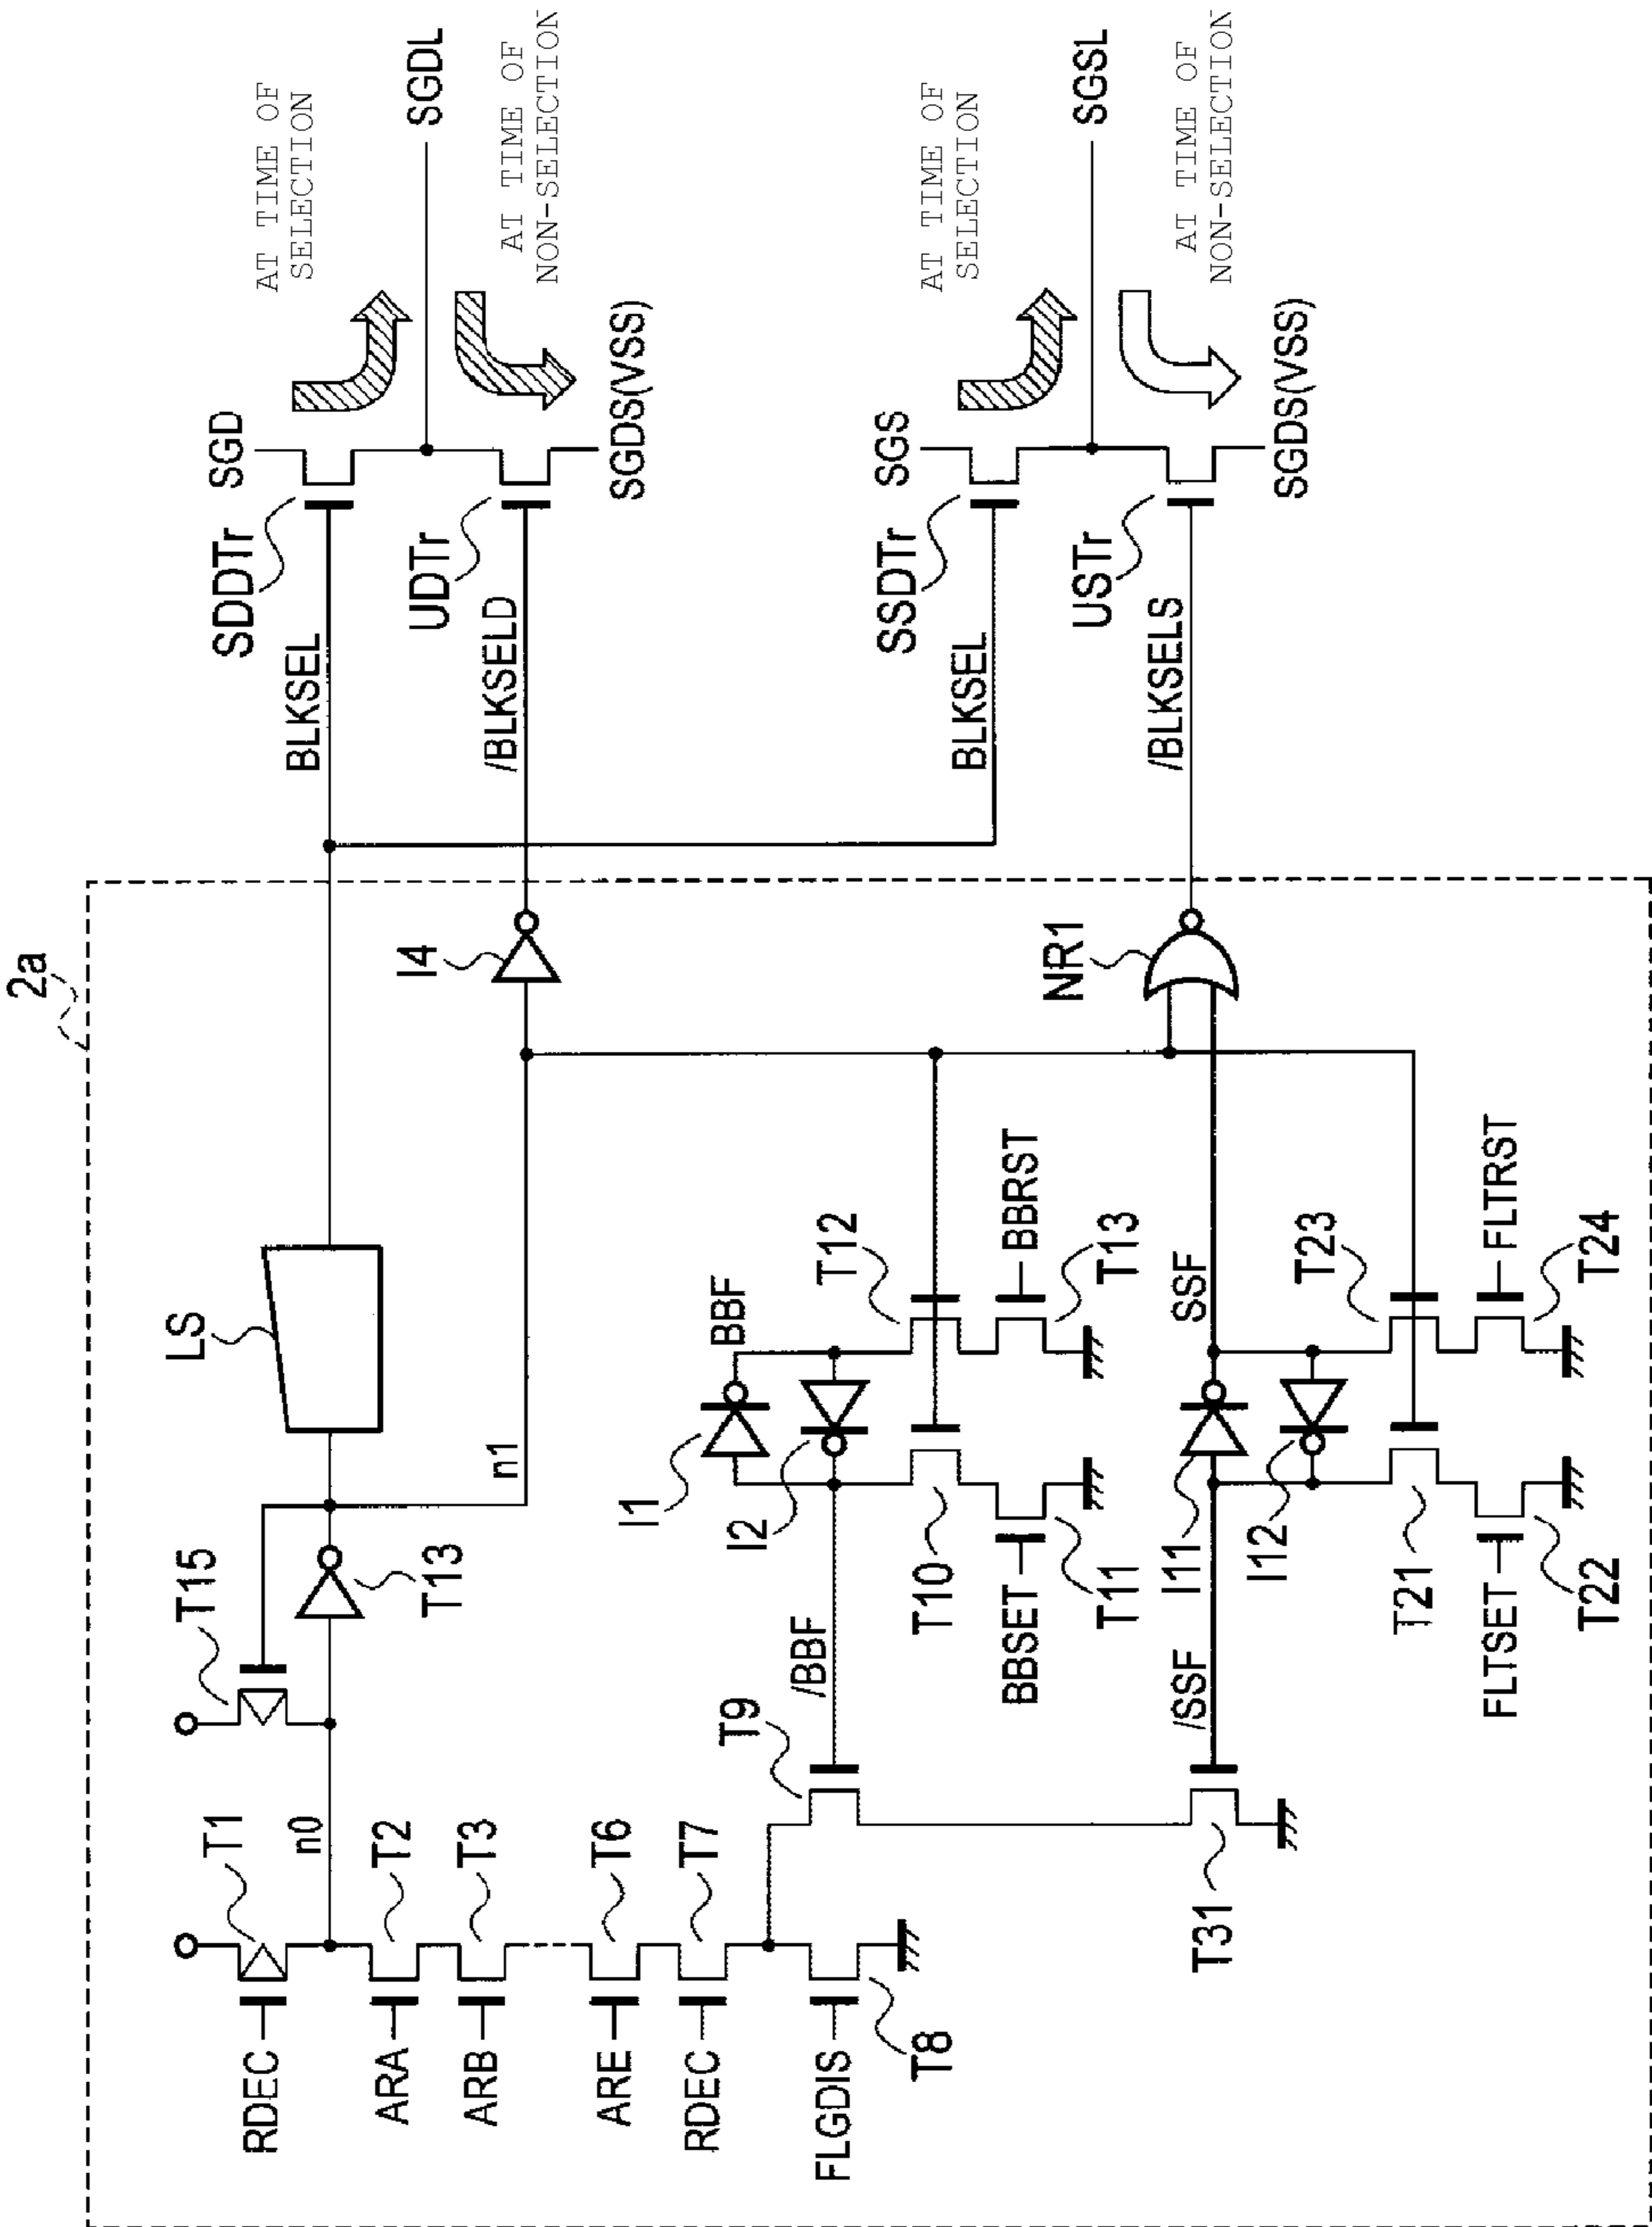 2a
RDEC
T1
T15
LS
n0
T13
n1
ARA
T2
ARB
T3
ARE
T6
RDEC
T7
FLGDIS
T8
T9
/BBF
I1
I2
BBF
T10
T12
BBSET
T11
BBRST
T13
I4
NR1
/SSF
T31
I11
I12
SSF
T21
T23
FLTSET
T22
FLTRST
T24
BLKSEL
SDDTr
SGD
AT TIME OF
SELECTION
SGDL
/BLKSELD
UDTr
AT TIME OF
NON-SELECTION
SGDS(VSS)
BLKSEL
SSDTr
SGS
AT TIME OF
SELECTION
SGSL
/BLKSELS
USTr
AT TIME OF
NON-SELECTION
SGDS(VSS)